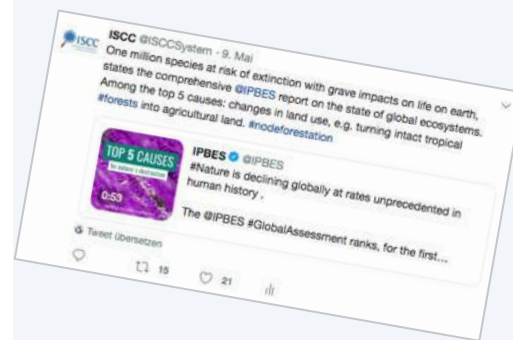 ISCC
ISCC @ISCCSystem · 9. Mai
One million species at risk of extinction with grave impacts on life on earth,
states the comprehensive @IPBES report on the state of global ecosystems.
Among the top 5 causes: changes in land use, e.g. turning intact tropical
#forests into agricultural land. #nodeforestation
TOP 5 CAUSES
for nature's destruction
0:53
IPBES @IPBES
#Nature is declining globally at rates unprecedented in
human history .
The @IPBES #GlobalAssessment ranks, for the first...
Tweet übersetzen
15
21